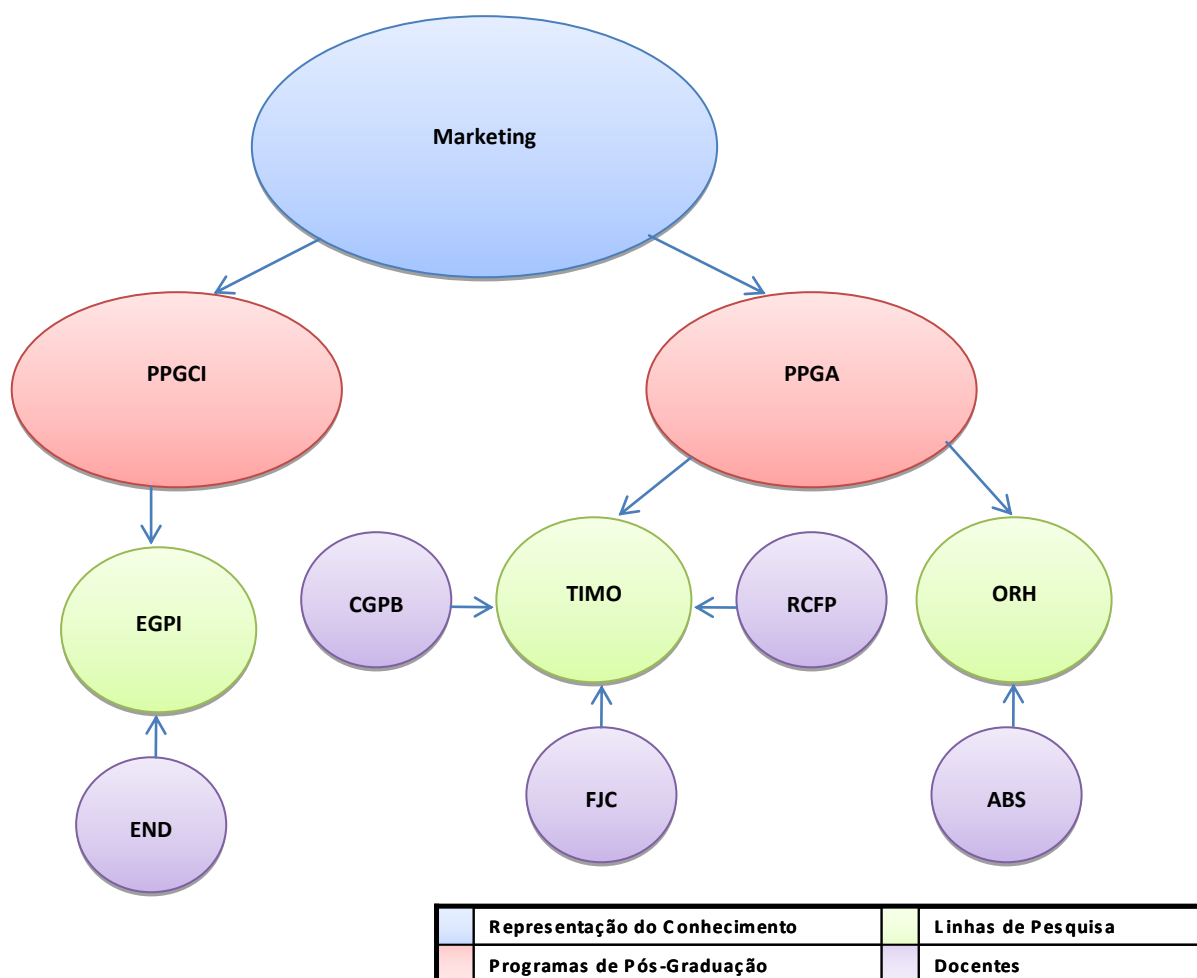 Marketing
PPGCI
PPGA
CGPB
TIMO
RCFP
ORH
EGPI
END
FJC
ABS
Representação do Conhecimento
Linhas de Pesquisa
Programas de Pós-Graduação
Docentes